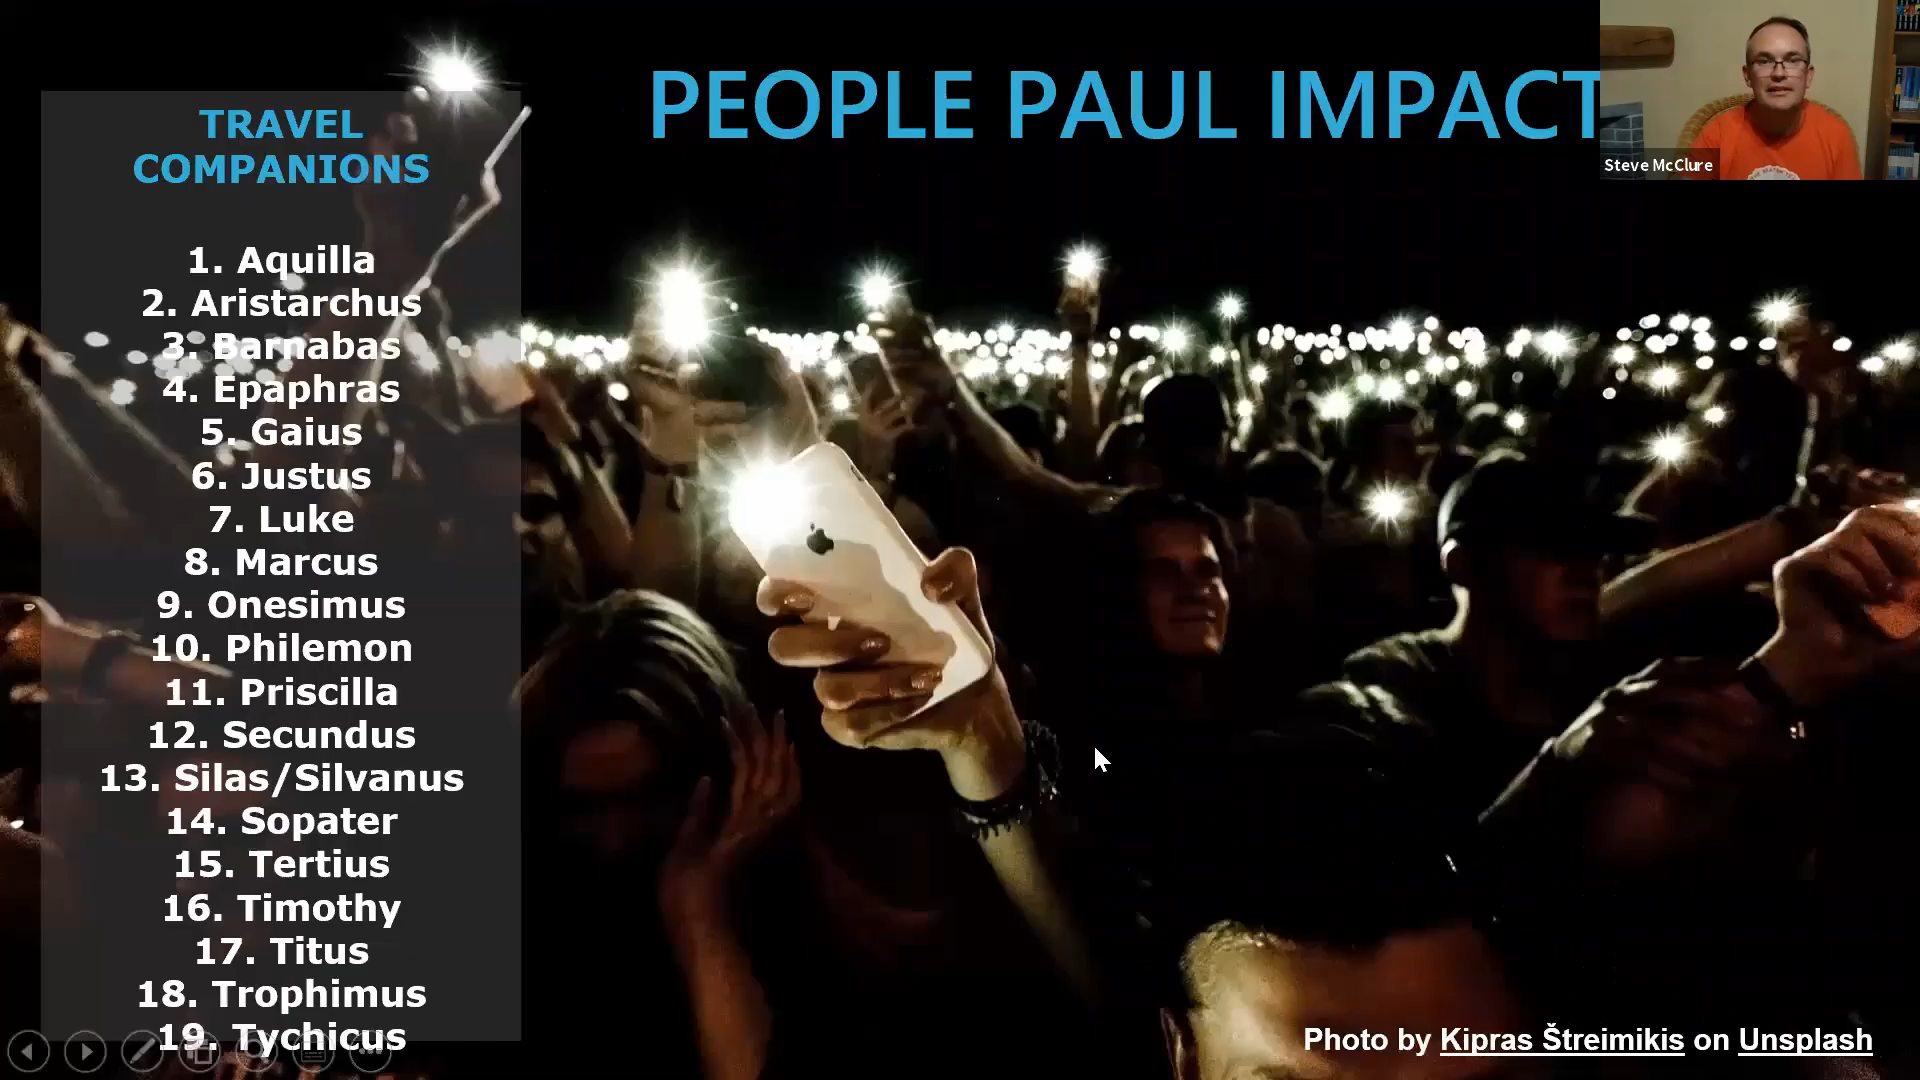 PEOPLE PAUL IMPACT
Steve McClure
TRAVEL
COMPANIONS
1. Aquilla
2. Aristarchus
3. Barnabas
4. Epaphras
5. Gaius
6. Justus
7. Luke
8. Marcus
9. Onesimus
10. Philemon
11. Priscilla
12. Secundus
13. Silas/Silvanus
14. Sopater
15. Tertius
16. Timothy
17. Titus
18. Trophimus
19. Tychicus
Photo by Kipras Štreimikis on Unsplash